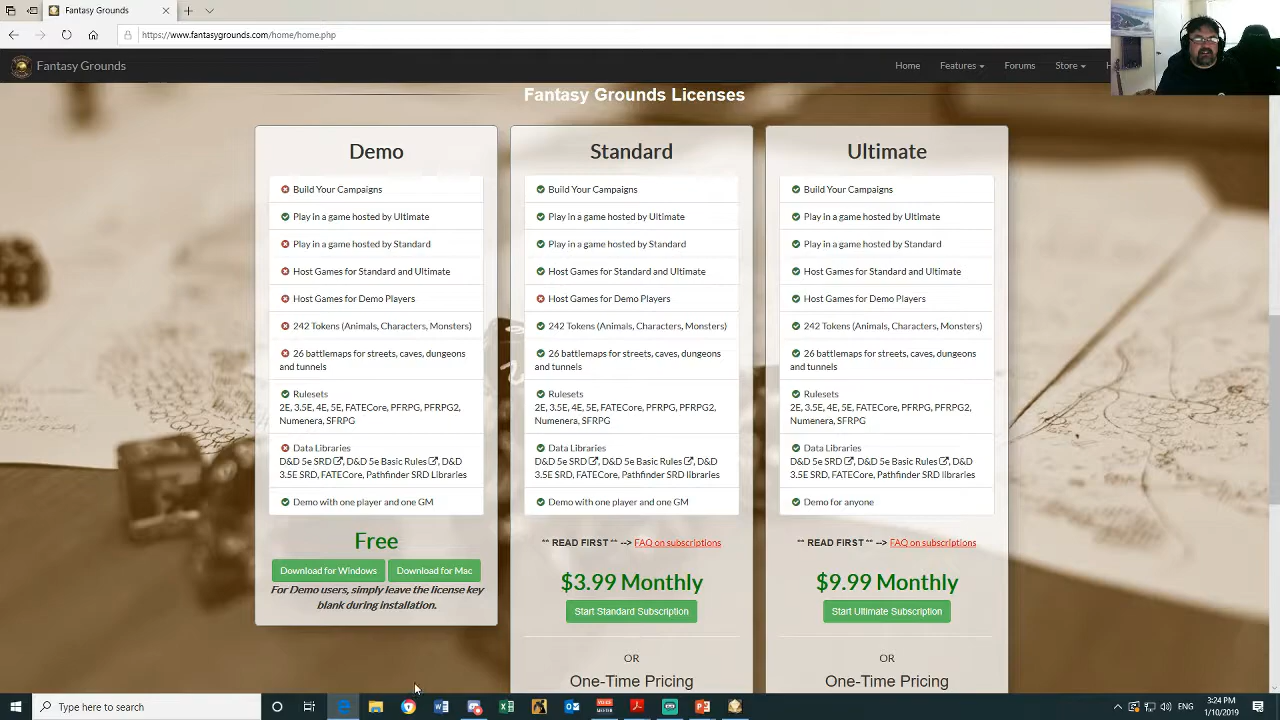 Fantasy Grounds
https://www.fantasygrounds.com/home/home.php
Fantasy Grounds
Home
Features
Forums
Store
Fantasy Grounds Licenses
Demo
Build Your Campaigns
Play in a game hosted by Ultimate
Play in a game hosted by Standard
Host Games for Standard and Ultimate
Host Games for Demo Players
242 Tokens (Animals, Characters, Monsters)
26 battlemaps for streets, caves, dungeons
and tunnels
Rulesets
2E, 3.5E, 4E, 5E, FATECore, PFRPG, PFRPG2,
Numenera, SFRPG
Data Libraries
D&D 5e SRD, D&D 5e Basic Rules, D&D
3.5E SRD, FATECore, Pathfinder SRD libraries
Demo with one player and one GM
Free
Download for Windows
Download for Mac
For Demo users, simply leave the license key
blank during installation.
Standard
Build Your Campaigns
Play in a game hosted by Ultimate
Play in a game hosted by Standard
Host Games for Standard and Ultimate
Host Games for Demo Players
242 Tokens (Animals, Characters, Monsters)
26 battlemaps for streets, caves, dungeons
and tunnels
Rulesets
2E, 3.5E, 4E, 5E, FATECore, PFRPG, PFRPG2,
Numenera, SFRPG
Data Libraries
D&D 5e SRD, D&D 5e Basic Rules, D&D
3.5E SRD, FATECore, Pathfinder SRD libraries
Demo with one player and one GM
** READ FIRST ** --> FAQ on subscriptions
$3.99 Monthly
Start Standard Subscription
OR
One-Time Pricing
Ultimate
Build Your Campaigns
Play in a game hosted by Ultimate
Play in a game hosted by Standard
Host Games for Standard and Ultimate
Host Games for Demo Players
242 Tokens (Animals, Characters, Monsters)
26 battlemaps for streets, caves, dungeons
and tunnels
Rulesets
2E, 3.5E, 4E, 5E, FATECore, PFRPG, PFRPG2,
Numenera, SFRPG
Data Libraries
D&D 5e SRD, D&D 5e Basic Rules, D&D
3.5E SRD, FATECore, Pathfinder SRD libraries
Demo for anyone
** READ FIRST ** --> FAQ on subscriptions
$9.99 Monthly
Start Ultimate Subscription
OR
One-Time Pricing
Type here to search
ENG
3:24 PM
1/10/2019